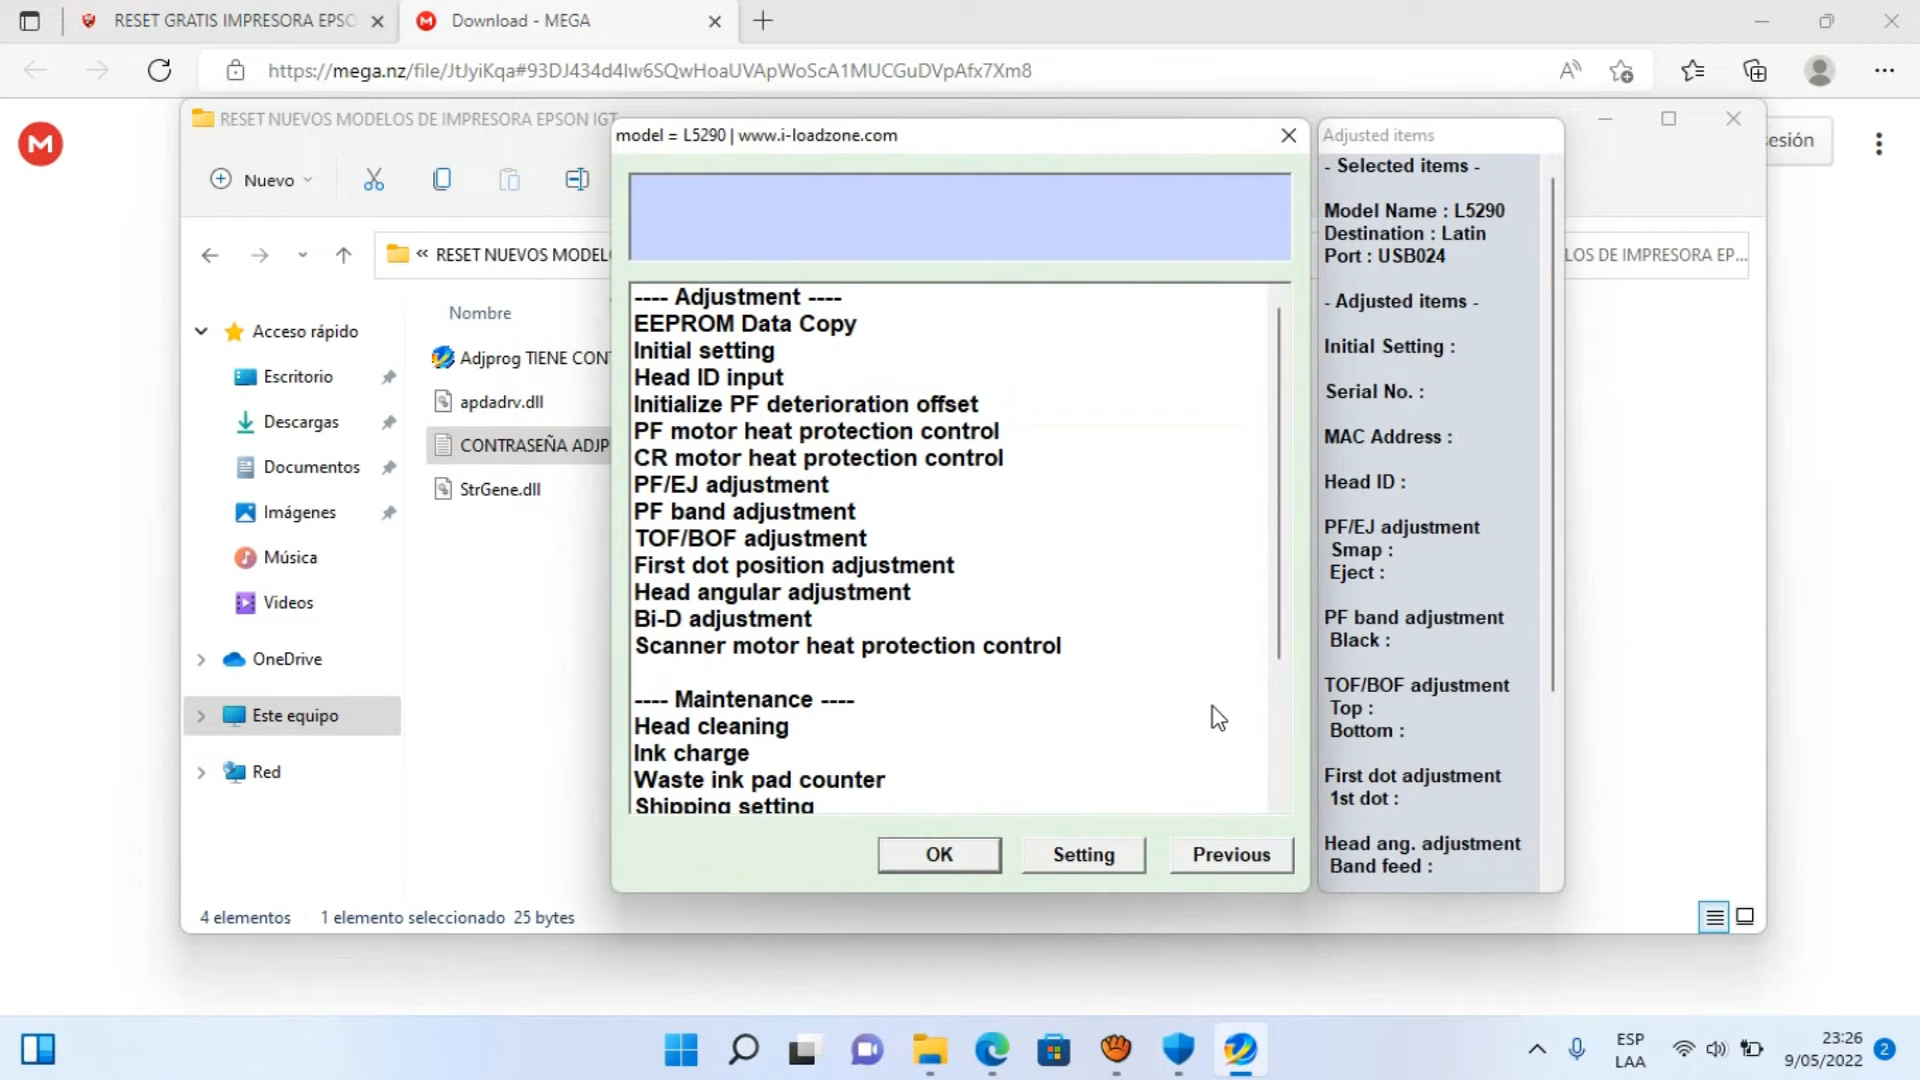 RESET GRATIS IMPRESORA EPSO
Download - MEGA
https://mega.nz/file/JtJyiKqa#93DJ434d4lw6SQwHoaUVApWoScA1MUCGuDVpAfx7Xm8
M
esión
RESET NUEVOS MODELOS DE IMPRESORA EPSON IGT
Nuevo
« RESET NUEVOS MODEL
LOS DE IMPRESORA EP...
Acceso rápido
Escritorio
Descargas
Documentos
Imágenes
Música
Videos
OneDrive
Este equipo
Red
Nombre
Adjprog TIENE CON
apdadrv.dll
CONTRASEÑA ADJP
StrGene.dll
4 elementos
1 elemento seleccionado 25 bytes
model = L5290 | www.i-loadzone.com
---- Adjustment ----
EEPROM Data Copy
Initial setting
Head ID input
Initialize PF deterioration offset
PF motor heat protection control
CR motor heat protection control
PF/EJ adjustment
PF band adjustment
TOF/BOF adjustment
First dot position adjustment
Head angular adjustment
Bi-D adjustment
Scanner motor heat protection control
---- Maintenance ----
Head cleaning
Ink charge
Waste ink pad counter
Shipping setting
OK
Setting
Previous
Adjusted items
- Selected items -
Model Name : L5290
Destination : Latin
Port : USB024
- Adjusted items -
Initial Setting :
Serial No. :
MAC Address :
Head ID :
PF/EJ adjustment
Smap :
Eject :
PF band adjustment
Black :
TOF/BOF adjustment
Top :
Bottom :
First dot adjustment
1st dot :
Head ang. adjustment
Band feed :
ESP
LAA
23:26
9/05/2022
2